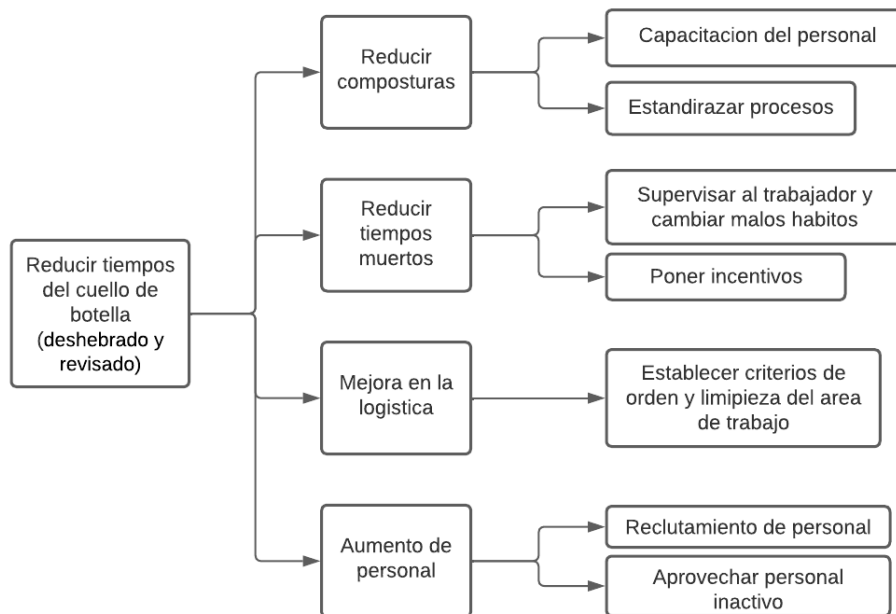 Reducir
composturas
Capacitacion del personal
Estandirazar procesos
Reducir
tiempos
muertos
Supervisar al trabajador y
cambiar malos habitos
Poner incentivos
Reducir tiempos
del cuello de
botella
(deshebrado y
revisado)
Mejora en la
logistica
Establecer criterios de
orden y limipieza del area
de trabajo
Aumento de
personal
Reclutamiento de personal
Aprovechar personal
inactivo